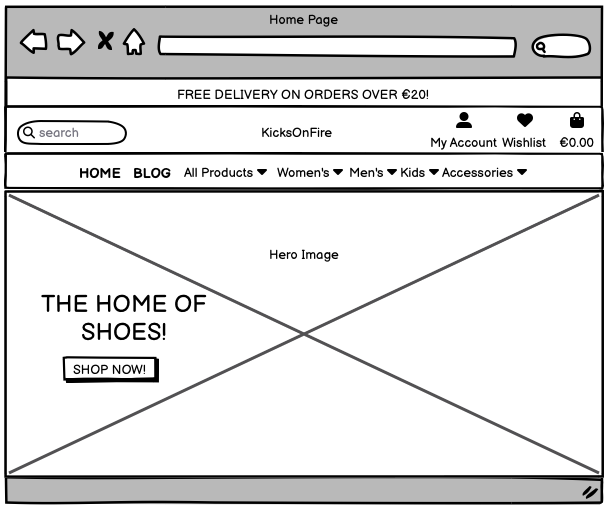 Home Page
FREE DELIVERY ON ORDERS OVER €20!
search
KicksOnFire
My Account Wishlist €0.00
HOME BLOG All Products Women's Men's Kids Accessories
Hero Image
THE HOME OF
SHOES!
SHOP NOW!